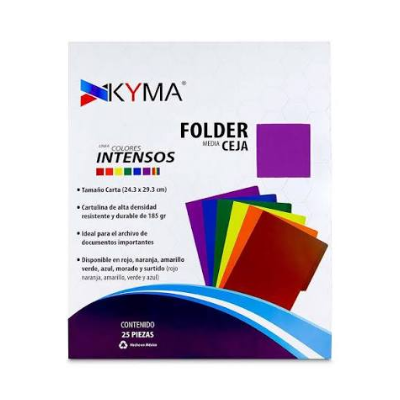 KYMA®
FOLDER
MEDIA CEJA
LÍNEA COLORES
INTENSOS
• Tamaño Carta (24.3 x 29.3 cm)
• Cartulina de alta densidad
resistente y durable de 185 gr
• Ideal para el archivo de
documentos importantes
• Disponible en rojo, naranja, amarillo
verde, azul, morado y surtido (rojo
naranja, amarillo, verde y azul)
CONTENIDO
25 PIEZAS
Hecho en México